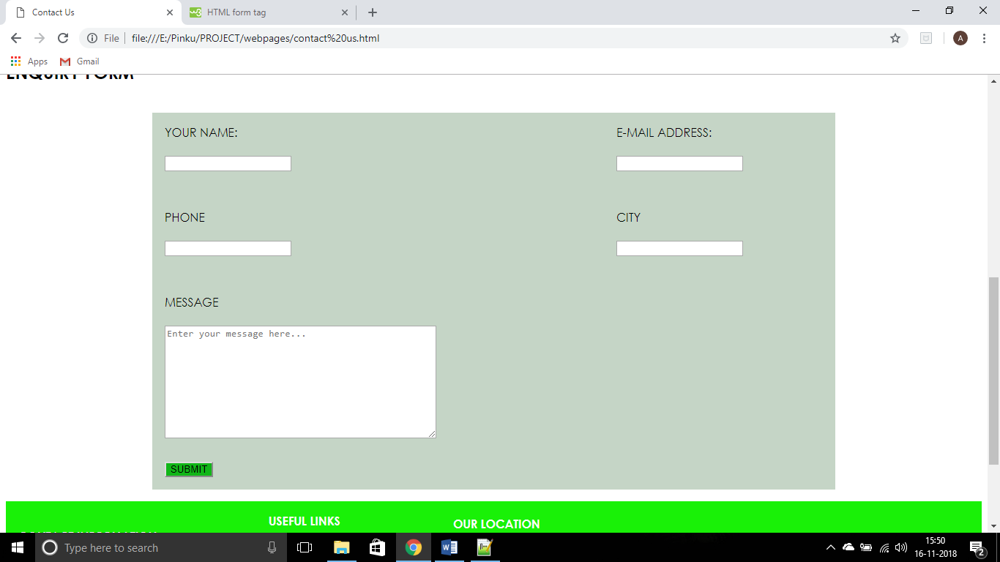 Contact Us
HTML form tag
File file:///E:/Pinku/PROJECT/webpages/contact%20us.html
A
Apps Gmail
ENQUIRY FORM
YOUR NAME: E-MAIL ADDRESS:
PHONE CITY
MESSAGE
Enter your message here...
SUBMIT
USEFUL LINKS
OUR LOCATION
Type here to search
15:50
16-11-2018
2